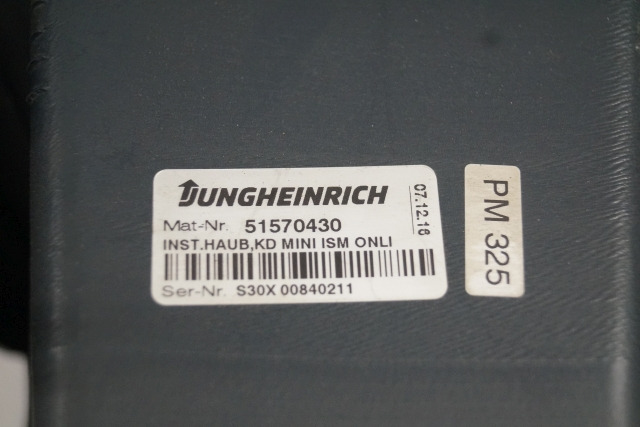 JUNGHEINRICH
07.12.16
Mat-Nr. 51570430
INST.HAUB,KD MINI ISM ONLI
Ser-Nr. S30X 00840211
PM 325